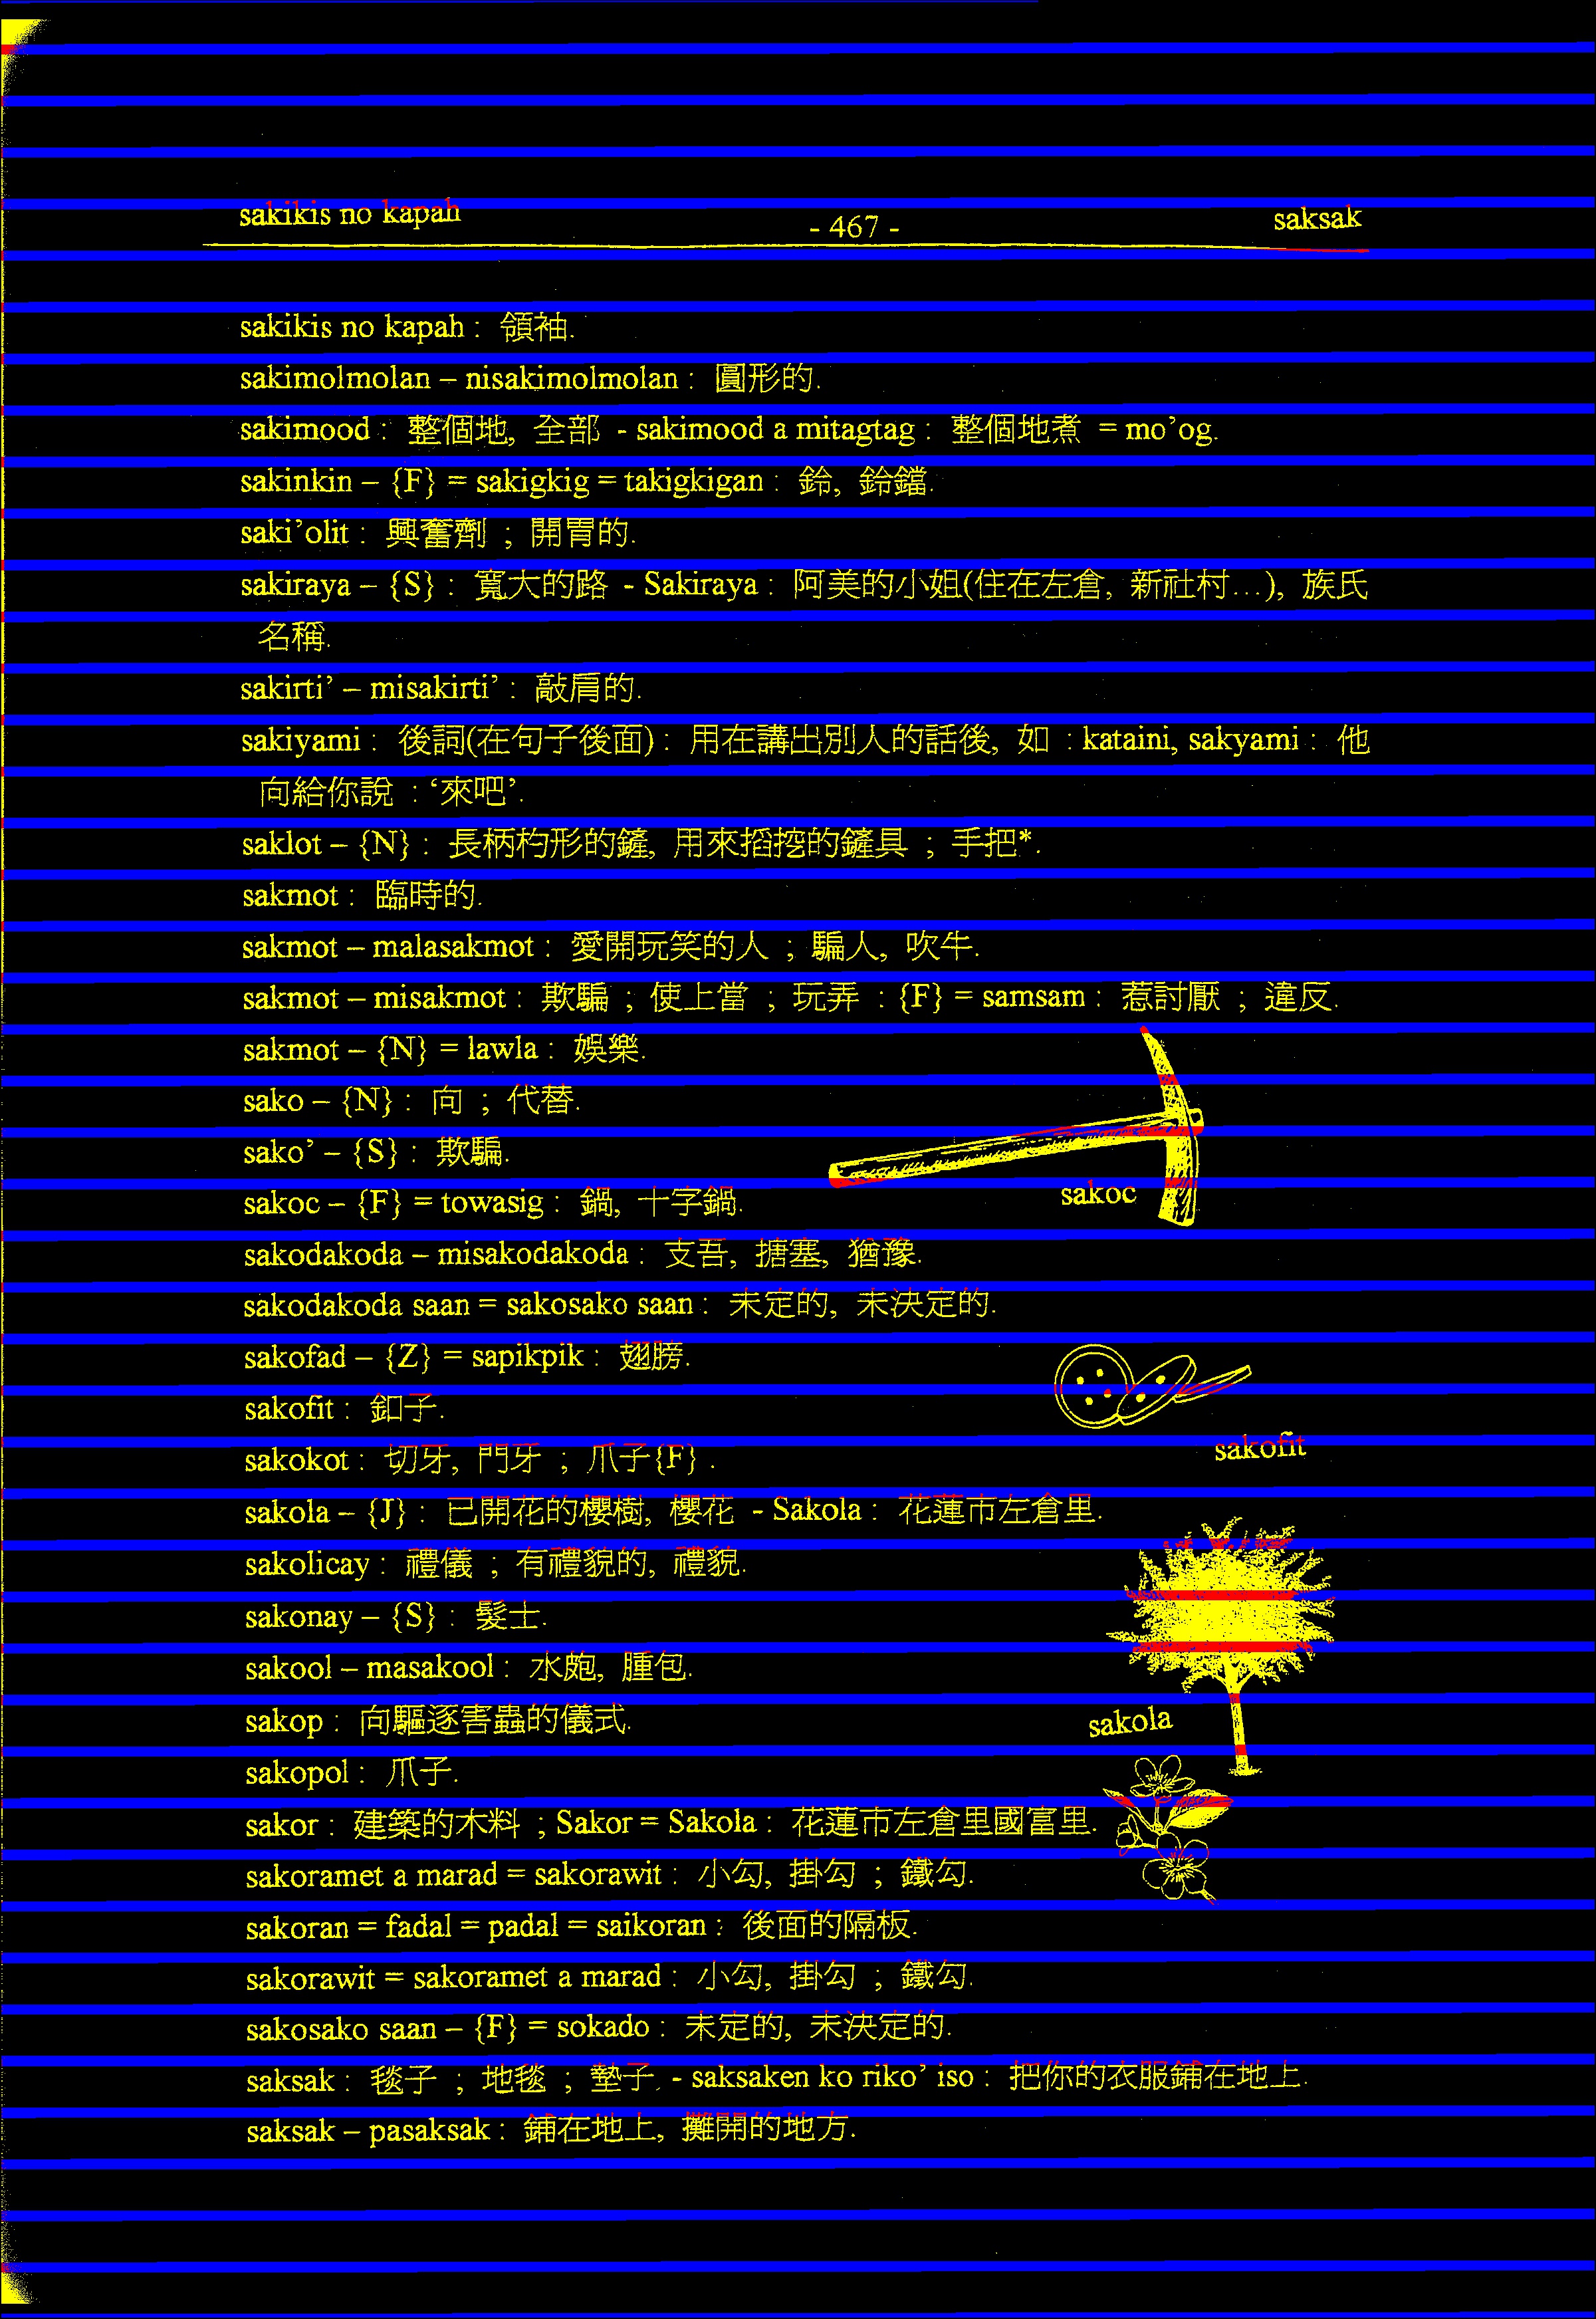 sakikis no kapah - 467 - saksak
sakikis no kapah : 領袖.
sakimolmolan – nisakimolmolan : 圓形的.
sakimood : 整個地, 全部 - sakimood a mitagtag : 整個地煮 = mo’og.
sakinkin – {F} = sakigkig = takigkigan : 鈴, 鈴鐺.
saki’olit : 興奮劑 ; 開胃的.
sakiraya – {S} : 寬大的路 - Sakiraya : 阿美的小姐(住在左倉, 新社村...), 族氏
名稱.
sakirti’ – misakirti’ : 敲肩的.
sakiyami : 後詞(在句子後面) : 用在講出別人的話後, 如 : kataini, sakyami : 他
向給你說 : ‘來吧’.
saklot – {N} : 長柄杓形的鏟, 用來搯挖的鏟具 ; 手把*.
sakmot : 臨時的.
sakmot – malasakmot : 愛開玩笑的人 ; 騙人, 吹牛.
sakmot – misakmot : 欺騙 ; 使上當 ; 玩弄 : {F} = samsam : 惹討厭 ; 違反.
sakmot – {N} = lawla : 娛樂.
sako – {N} : 向 ; 代替.
sako’ – {S} : 欺騙.
sakoc – {F} = towasig : 鍋, 十字鍋.
sakoc
sakodakoda – misakodakoda : 支吾, 搪塞, 猶豫.
sakodakoda saan = sakosako saan : 未定的, 未決定的.
sakofad – {Z} = sapikpik : 翅膀.
sakofit : 釦子.
sakofit
sakokot : 切牙, 門牙 ; 爪子{F} .
sakola – {J} : 已開花的櫻樹, 櫻花 - Sakola : 花蓮市左倉里.
sakolicay : 禮儀 ; 有禮貌的, 禮貌.
sakonay – {S} : 髮士.
sakool – masakool : 水皰, 腫包.
sakop : 向驅逐害蟲的儀式.
sakola
sakopol : 爪子.
sakor : 建築的木料 ; Sakor = Sakola : 花蓮市左倉里國富里.
sakoramet a marad = sakorawit : 小勾, 掛勾 ; 鐵勾.
sakoran = fadal = padal = saikoran : 後面的隔板.
sakorawit = sakoramet a marad : 小勾, 掛勾 ; 鐵勾.
sakosako saan – {F} = sokado : 未定的, 未決定的.
saksak : 毯子 ; 地毯 ; 墊子. - saksaken ko riko’ iso : 把你的衣服鋪在地上.
saksak – pasaksak : 鋪在地上, 攤開的地方.